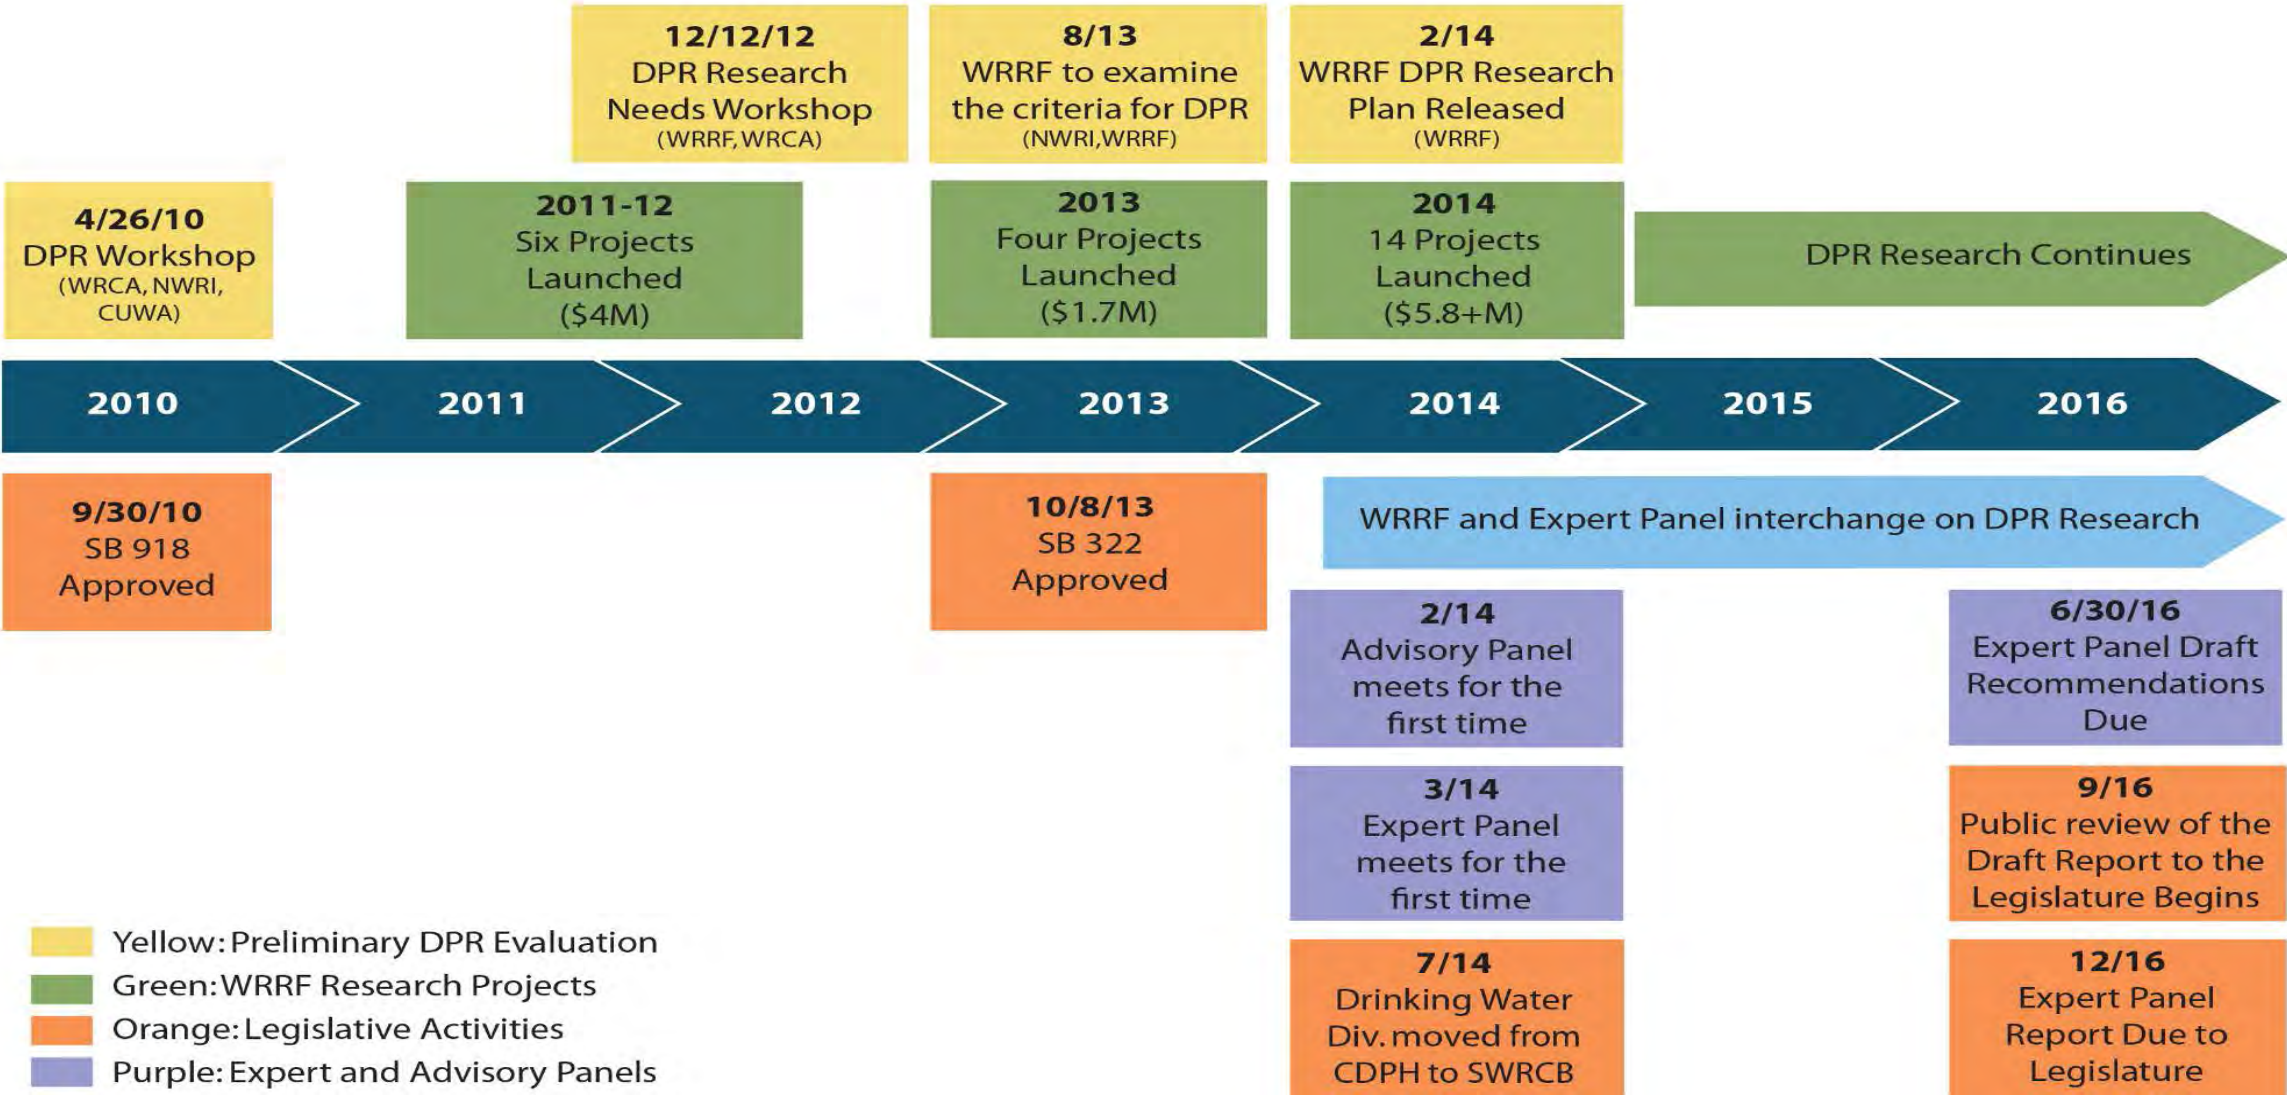 12/12/12
DPR Research
Needs Workshop
(WRRF, WRCA)
8/13
WRRF to examine
the criteria for DPR
(NWRI,WRRF)
2/14
WRRF DPR Research
Plan Released
(WRRF)
4/26/10
DPR Workshop
(WRCA, NWRI,
CUWA)
2011-12
Six Projects
Launched
($4M)
2013
Four Projects
Launched
($1.7M)
2014
14 Projects
Launched
($5.8+M)
DPR Research Continues
2010
2011
2012
2013
2014
2015
2016
9/30/10
SB 918
Approved
10/8/13
SB 322
Approved
WRRF and Expert Panel interchange on DPR Research
2/14
Advisory Panel
meets for the
first time
6/30/16
Expert Panel Draft
Recommendations
Due
3/14
Expert Panel
meets for the
first time
9/16
Public review of the
Draft Report to the
Legislature Begins
7/14
Drinking Water
Div. moved from
CDPH to SWRCB
12/16
Expert Panel
Report Due to
Legislature
Yellow: Preliminary DPR Evaluation
Green: WRRF Research Projects
Orange: Legislative Activities
Purple: Expert and Advisory Panels